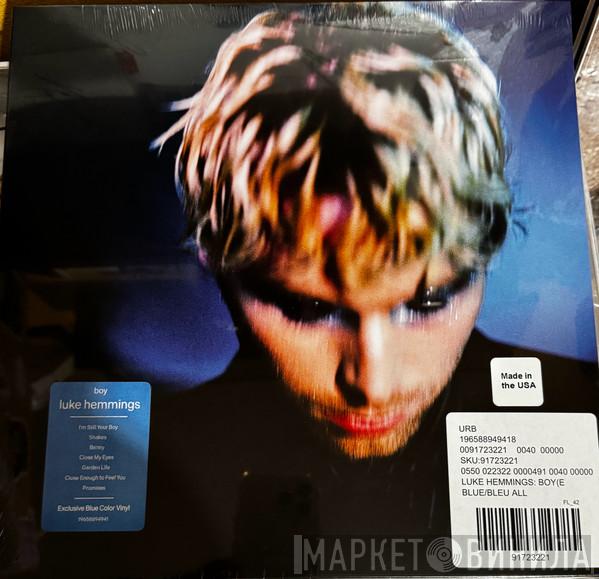 boy
luke hemmings
I'm Still Your Boy
Shakes
Benny
Close My Eyes
Garden Life
Close Enough to Feel You
Promises
Exclusive Blue Color Vinyl
19658894941
Made in
the USA
URB
196588949418
0091723221 0040 00000
SKU:91723221
0550 022322 0000491 0040 00000
LUKE HEMMINGS: BOY(E
BLUE/BLEU ALL
FL_42
91723221
МАРКЕТ ВИНИЛА